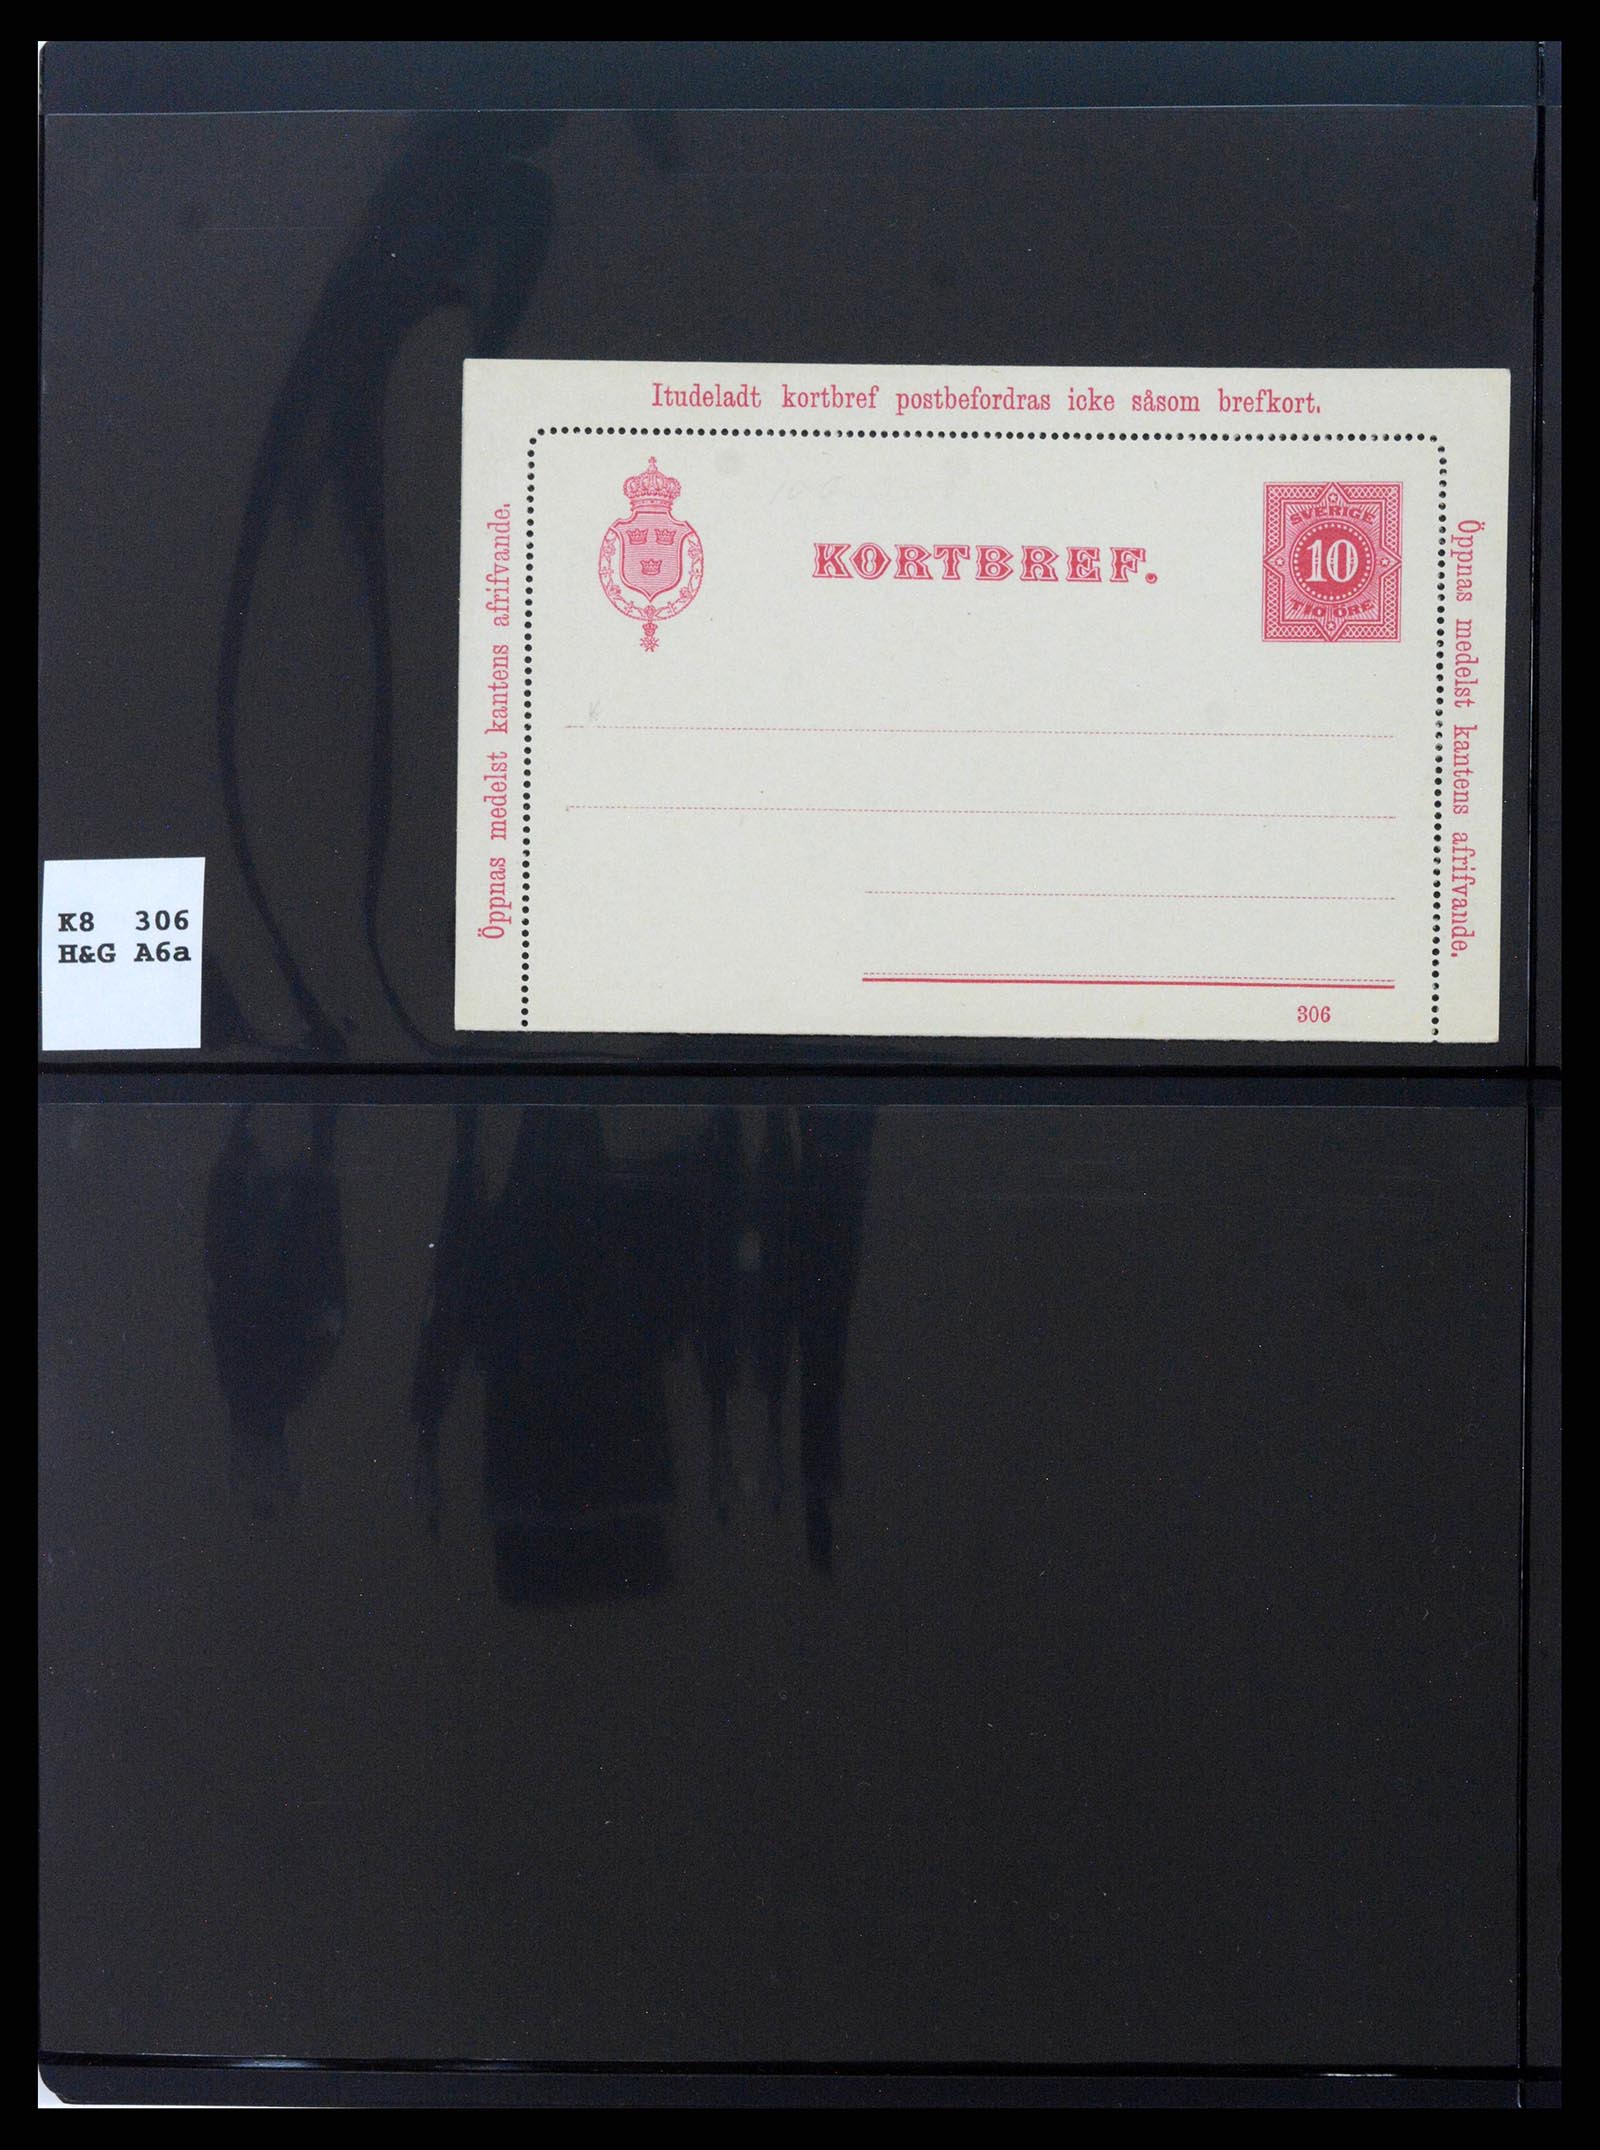 Itudeladt kortbref postbefordras icke såsom brefkort.
Öppnas medelst kantens afrifvande.
KORTBREF.
SVERIGE
10
TIO ÖRE
Öppnas medelst kantens afrifvande.
306
K8 306
H&G A6a